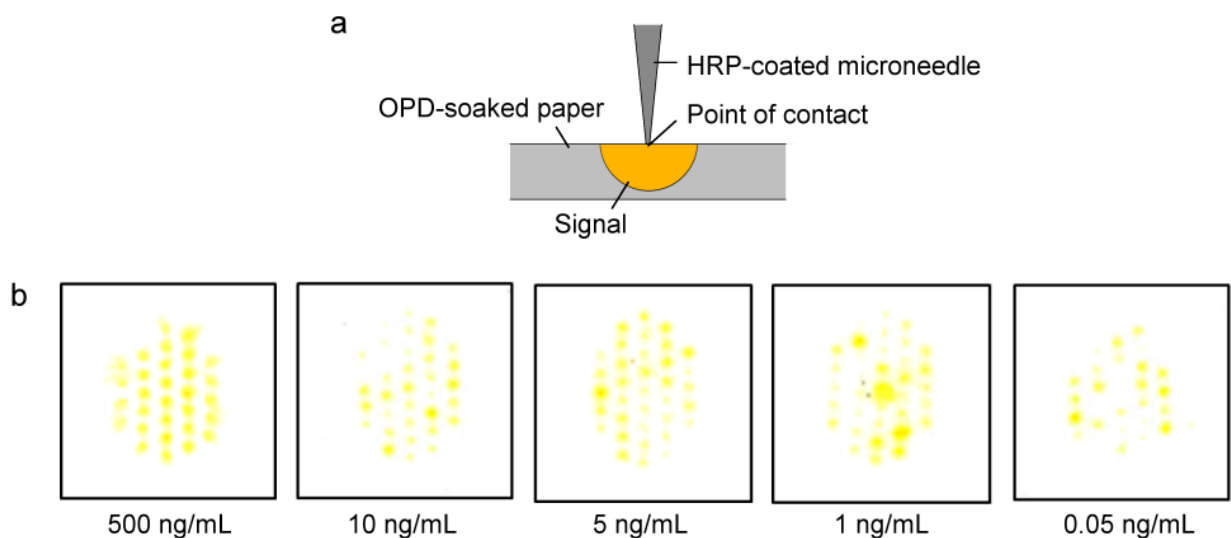 a
HRP-coated microneedle
OPD-soaked paper
Point of contact
Signal
b
500 ng/mL
10 ng/mL
5 ng/mL
1 ng/mL
0.05 ng/mL